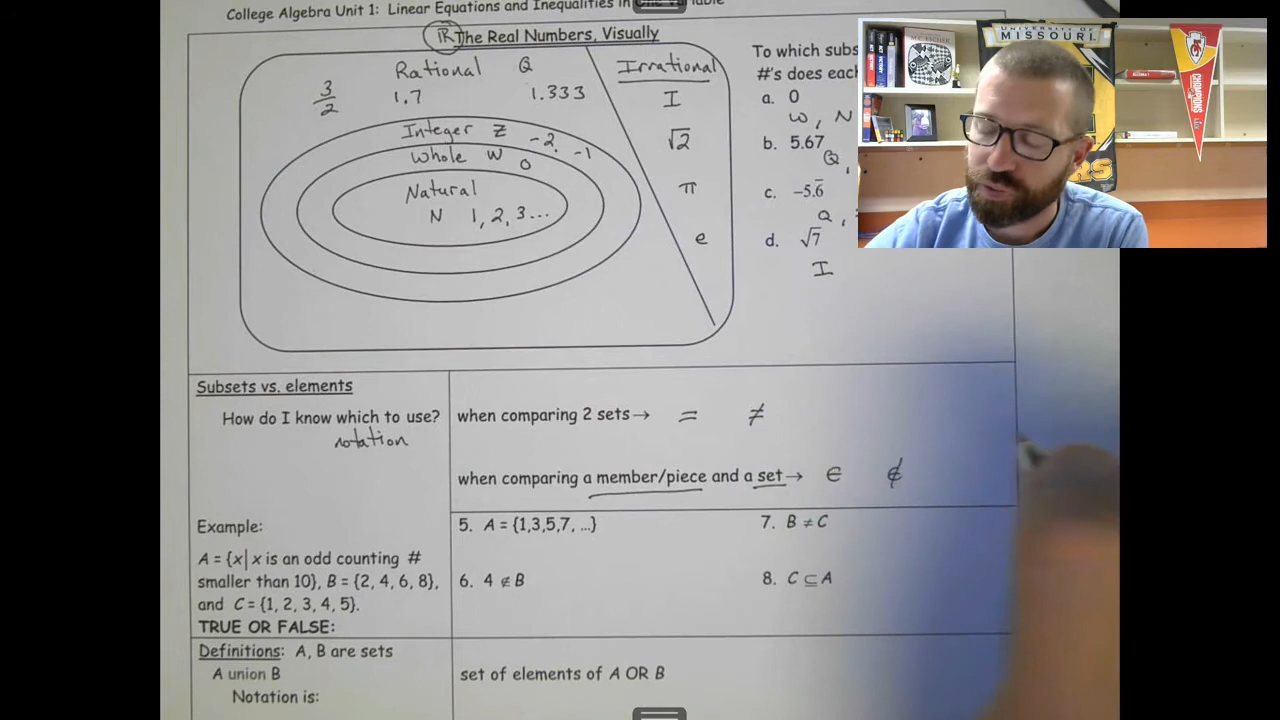 College Algebra Unit 1: Linear Equations and Inequalities in One Variable
ℝ The Real Numbers, Visually
Rational Q
3/2 1.7 1.333
Integer Z -2, -1
Whole W 0
Natural
N 1, 2, 3...
Irrational
I
√2
π
e
To which subs
#'s does each
a. 0
W, N
b. 5.67
Q,
c. -5.6̅
Q,
d. √7
I
Subsets vs. elements
How do I know which to use?
notation
when comparing 2 sets→ = ≠
when comparing a member/piece and a set→ ∈ ∉
Example:
A = {x| x is an odd counting #
smaller than 10}, B = {2, 4, 6, 8},
and C = {1, 2, 3, 4, 5}.
TRUE OR FALSE:
5. A = {1,3,5,7, ...}
6. 4 ∉ B
7. B ≠ C
8. C ⊆ A
Definitions: A, B are sets
A union B
Notation is:
set of elements of A OR B
UNIVERSITY OF
MISSOURI
M.C. ESCHER
CHAMPIONS